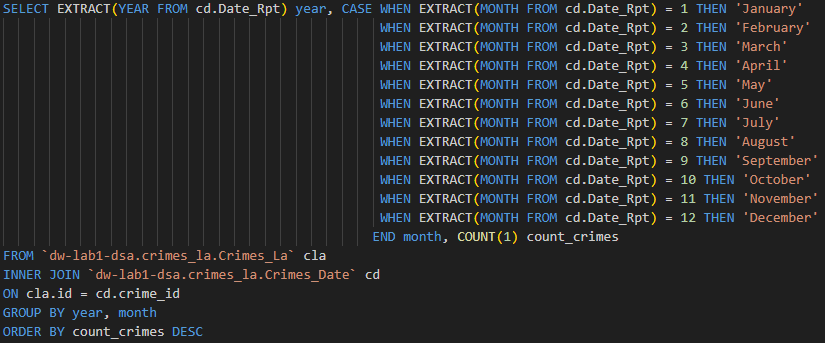 SELECT EXTRACT(YEAR FROM cd.Date_Rpt) year, CASE WHEN EXTRACT(MONTH FROM cd.Date_Rpt) = 1 THEN 'January'
WHEN EXTRACT(MONTH FROM cd.Date_Rpt) = 2 THEN 'February'
WHEN EXTRACT(MONTH FROM cd.Date_Rpt) = 3 THEN 'March'
WHEN EXTRACT(MONTH FROM cd.Date_Rpt) = 4 THEN 'April'
WHEN EXTRACT(MONTH FROM cd.Date_Rpt) = 5 THEN 'May'
WHEN EXTRACT(MONTH FROM cd.Date_Rpt) = 6 THEN 'June'
WHEN EXTRACT(MONTH FROM cd.Date_Rpt) = 7 THEN 'July'
WHEN EXTRACT(MONTH FROM cd.Date_Rpt) = 8 THEN 'August'
WHEN EXTRACT(MONTH FROM cd.Date_Rpt) = 9 THEN 'September'
WHEN EXTRACT(MONTH FROM cd.Date_Rpt) = 10 THEN 'October'
WHEN EXTRACT(MONTH FROM cd.Date_Rpt) = 11 THEN 'November'
WHEN EXTRACT(MONTH FROM cd.Date_Rpt) = 12 THEN 'December'
END month, COUNT(1) count_crimes
FROM `dw-lab1-dsa.crimes_la.Crimes_La` cla
INNER JOIN `dw-lab1-dsa.crimes_la.Crimes_Date` cd
ON cla.id = cd.crime_id
GROUP BY year, month
ORDER BY count_crimes DESC